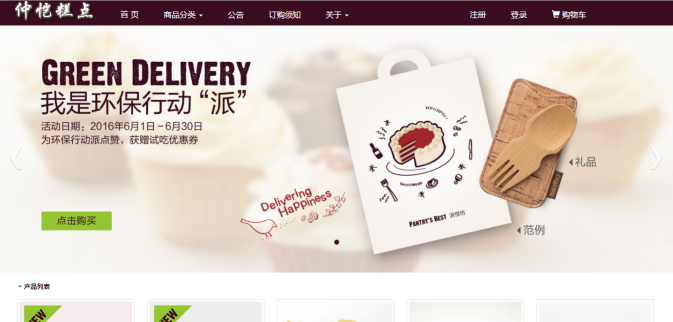 仲恺糕点
首 页 商品分类 公告 订购须知 关于 注册 登录 购物车
GREEN DELIVERY
我是环保行动“派”
活动日期：2016年6月1日－6月30日
为环保行动派点赞，获赠试吃优惠券
礼品
Delivering
Happiness
点击购买
PANTRY'S BEST 派悦坊
范例
产品列表
NEW
NEW